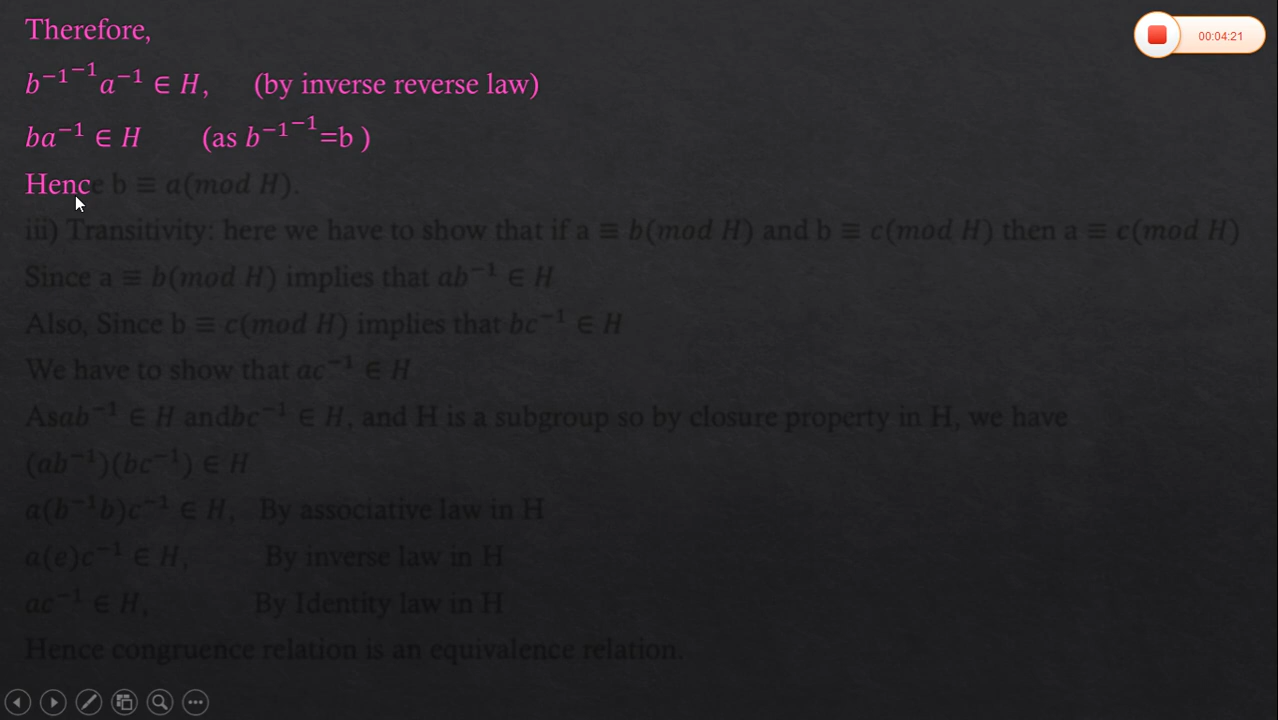 Therefore,
00:04:21
b⁻¹⁻¹a⁻¹ ∈ H, (by inverse reverse law)
ba⁻¹ ∈ H (as b⁻¹⁻¹=b )
Hence b ≡ a(mod H).
iii) Transitivity: here we have to show that if a ≡ b(mod H) and b ≡ c(mod H) then a ≡ c(mod H)
Since a ≡ b(mod H) implies that ab⁻¹ ∈ H
Also, Since b ≡ c(mod H) implies that bc⁻¹ ∈ H
We have to show that ac⁻¹ ∈ H
Asab⁻¹ ∈ H andbc⁻¹ ∈ H, and H is a subgroup so by closure property in H, we have
(ab⁻¹)(bc⁻¹) ∈ H
a(b⁻¹b)c⁻¹ ∈ H, By associative law in H
a(e)c⁻¹ ∈ H, By inverse law in H
ac⁻¹ ∈ H, By Identity law in H
Hence congruence relation is an equivalence relation.